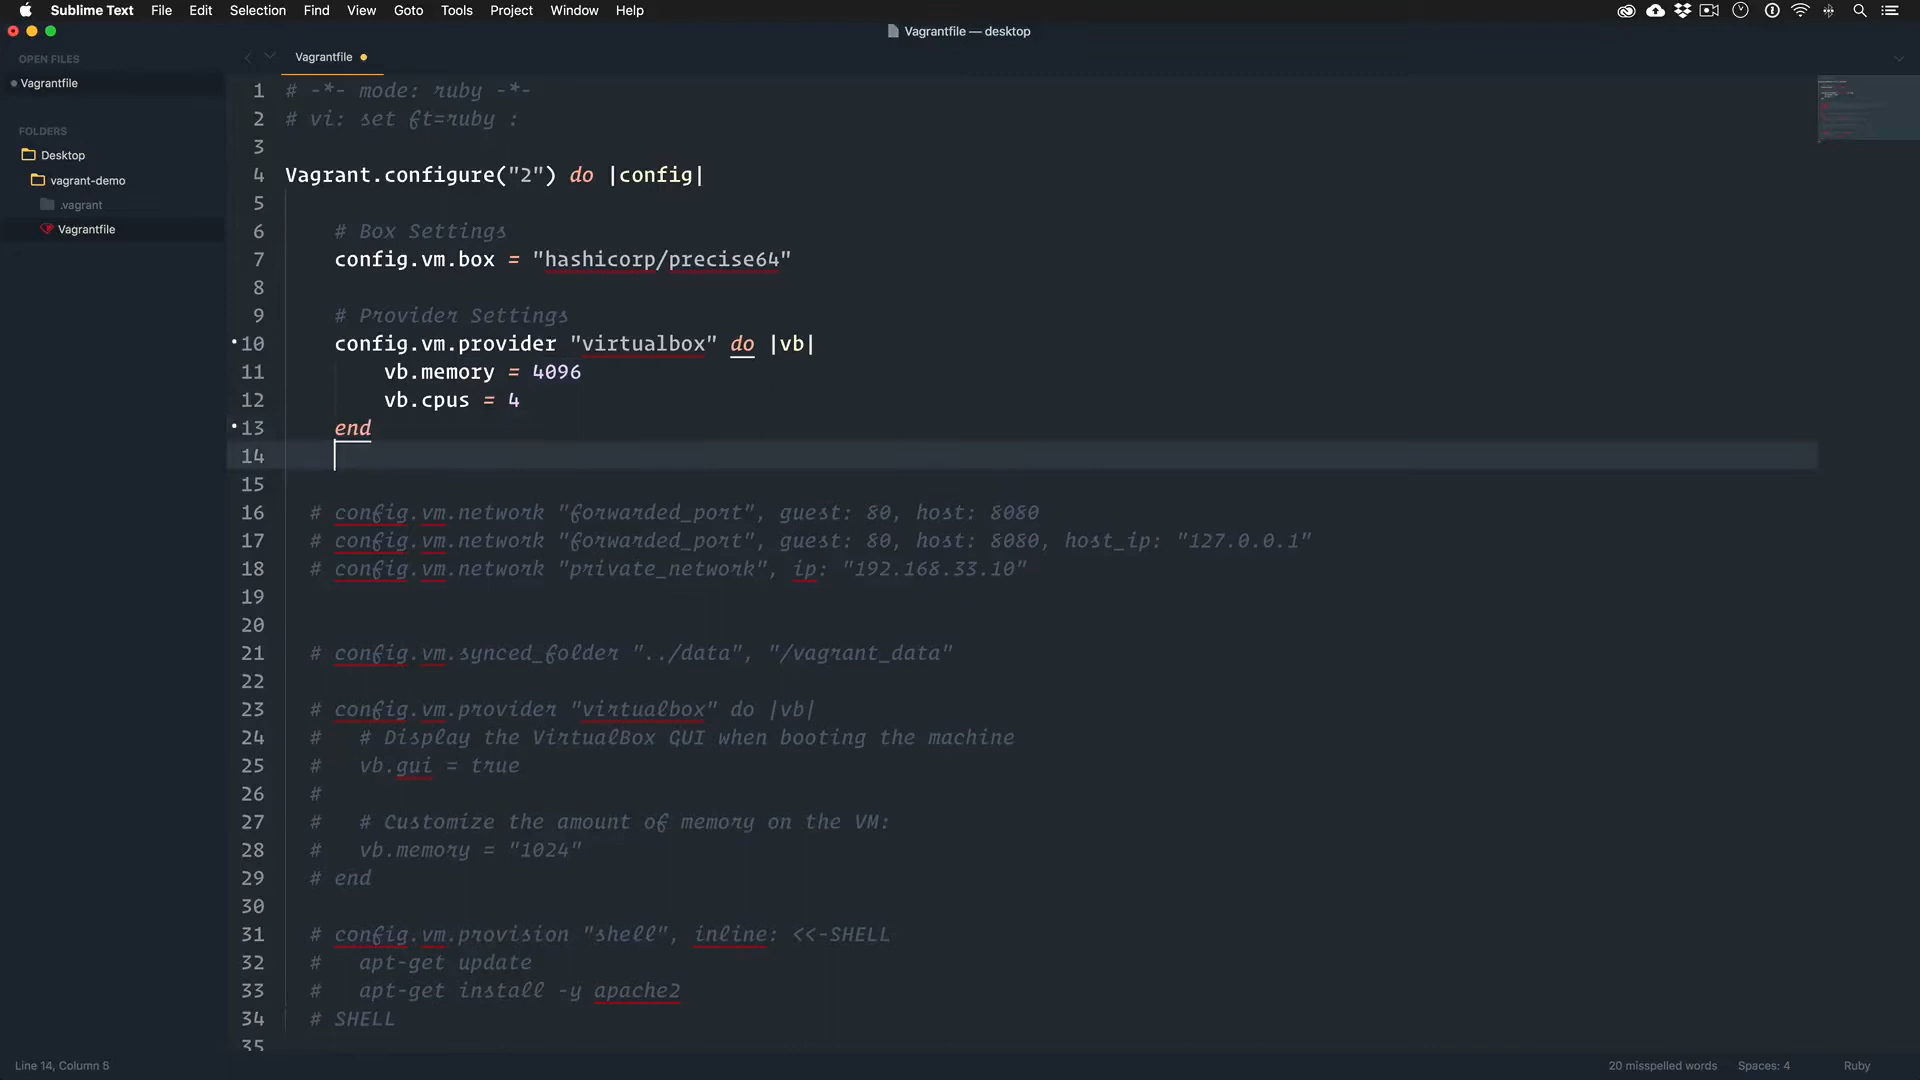 Sublime Text File Edit Selection Find View Goto Tools Project Window Help
Vagrantfile — desktop
OPEN FILES
Vagrantfile
FOLDERS
Desktop
vagrant-demo
.vagrant
Vagrantfile
Vagrantfile
1 # -*- mode: ruby -*-
2 # vi: set ft=ruby :
3
4 Vagrant.configure("2") do |config|
5
6 # Box Settings
7 config.vm.box = "hashicorp/precise64"
8
9 # Provider Settings
10 config.vm.provider "virtualbox" do |vb|
11 vb.memory = 4096
12 vb.cpus = 4
13 end
14
15
16 # config.vm.network "forwarded_port", guest: 80, host: 8080
17 # config.vm.network "forwarded_port", guest: 80, host: 8080, host_ip: "127.0.0.1"
18 # config.vm.network "private_network", ip: "192.168.33.10"
19
20
21 # config.vm.synced_folder "../data", "/vagrant_data"
22
23 # config.vm.provider "virtualbox" do |vb|
24 # # Display the VirtualBox GUI when booting the machine
25 # vb.gui = true
26 #
27 # # Customize the amount of memory on the VM:
28 # vb.memory = "1024"
29 # end
30
31 # config.vm.provision "shell", inline: <<-SHELL
32 # apt-get update
33 # apt-get install -y apache2
34 # SHELL
35
Line 14, Column 5
20 misspelled words
Spaces: 4
Ruby